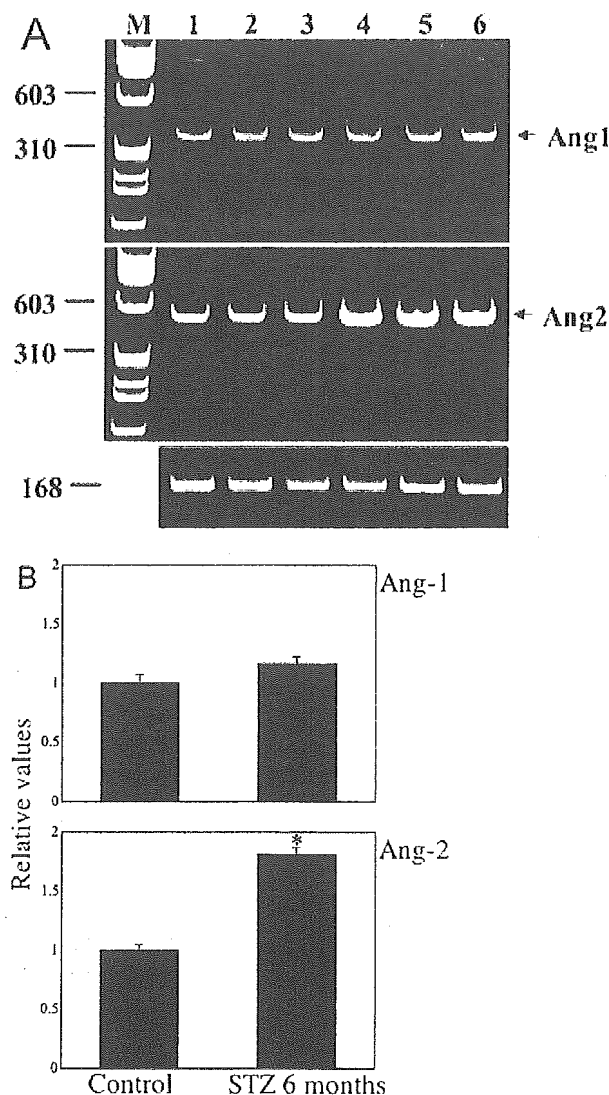 A
M 1 2 3 4 5 6
603
310
Ang1
603
310
Ang2
168
B
Relative values
2
1.5
1
0.5
0
Ang-1
2
1.5
1
0.5
0
*
Ang-2
Control STZ 6 months